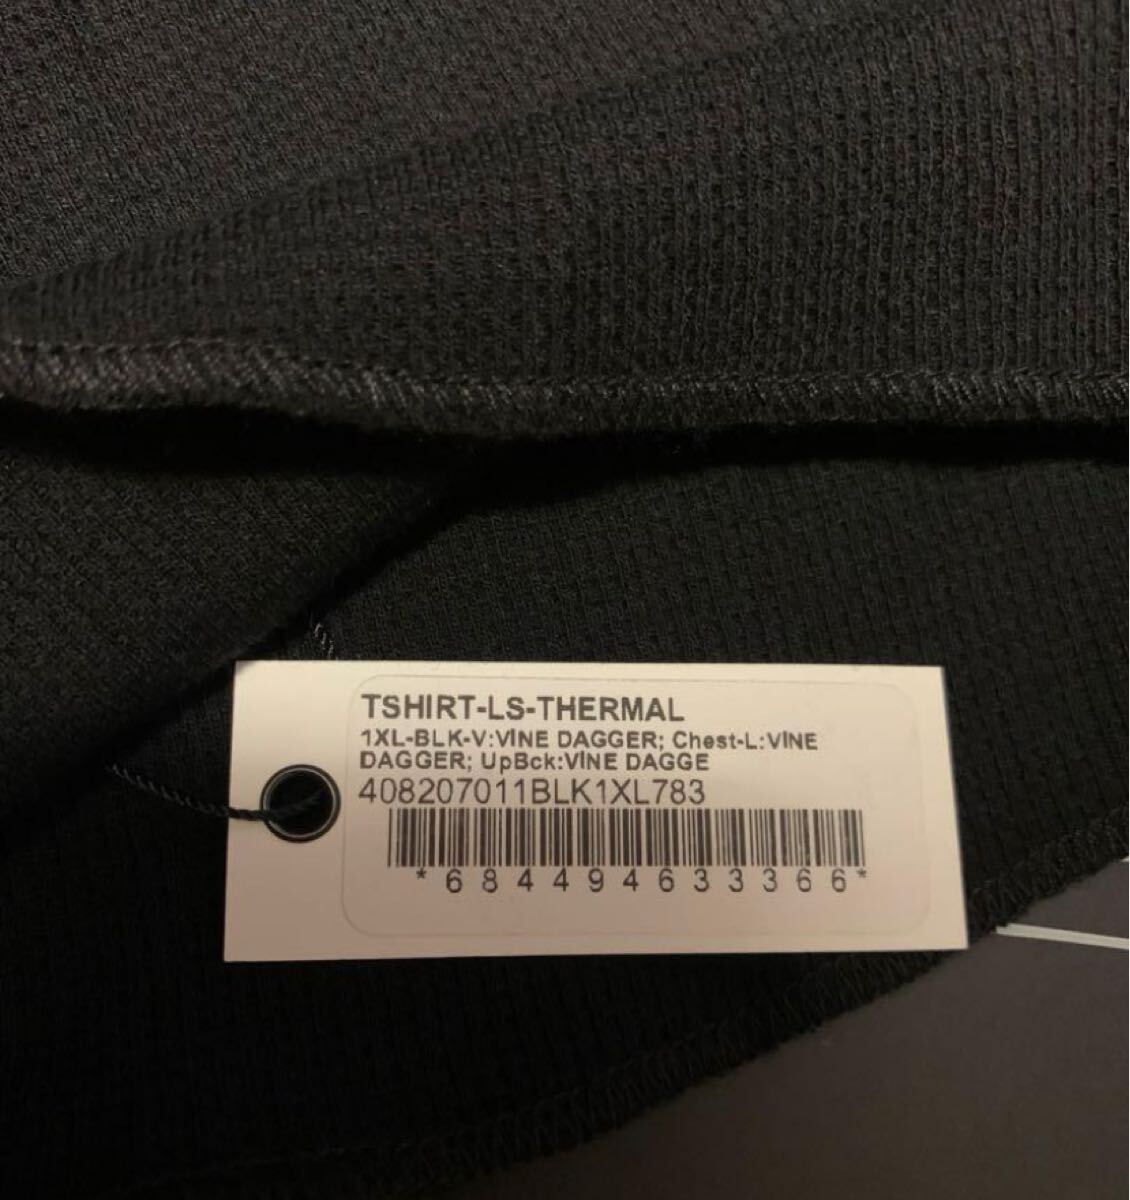 TSHIRT-LS-THERMAL
1XL-BLK-V:VINE DAGGER; Chest-L:VINE
DAGGER; UpBck:VINE DAGGE
408207011BLK1XL783
*684494633366*